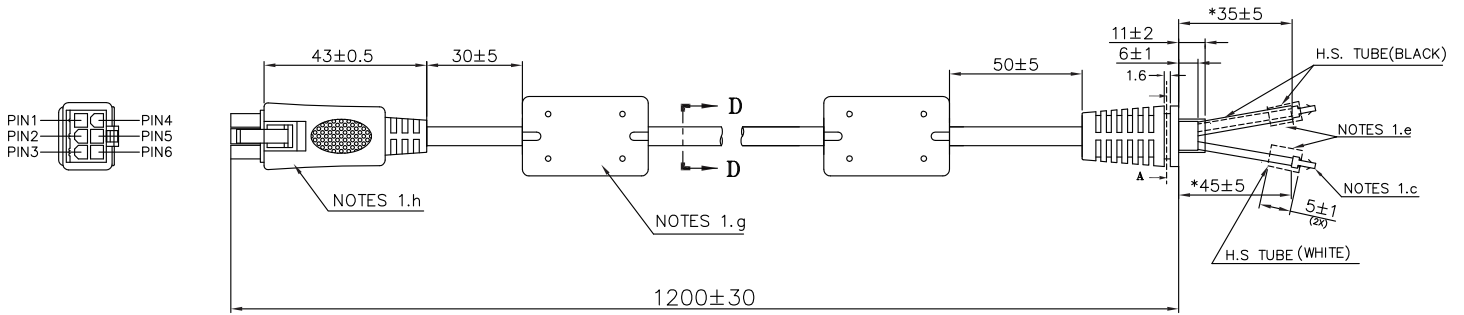 *35±5
11±2
6±1
1.6
H.S. TUBE(BLACK)
43±0.5
30±5
50±5
PIN1
PIN4
PIN2
PIN5
PIN3
PIN6
D
D
NOTES 1.e
A
*45±5
NOTES 1.c
NOTES 1.h
NOTES 1.g
5±1
(2X)
H.S TUBE (WHITE)
1200±30